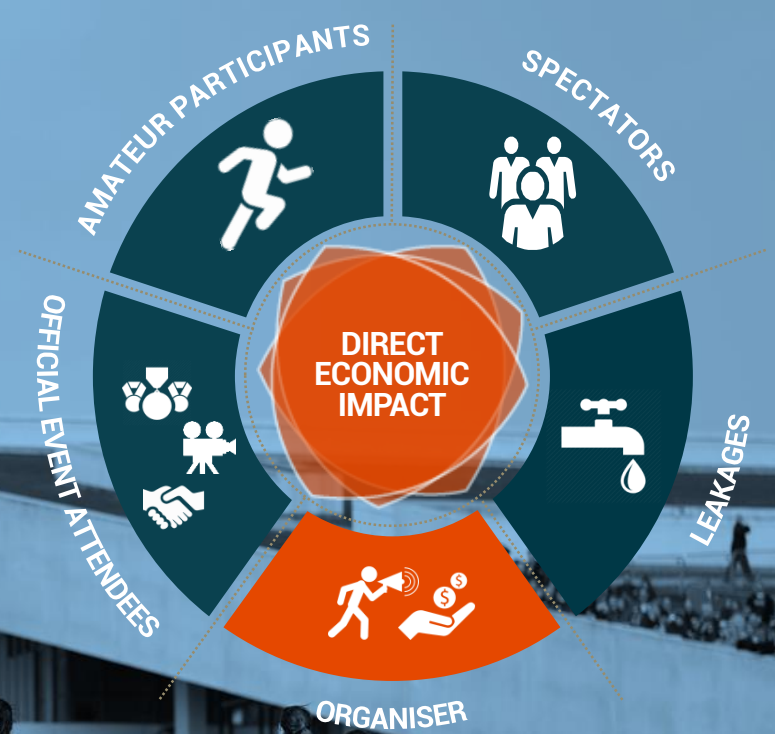 AMATEUR PARTICIPANTS
SPECTATORS
DIRECT
ECONOMIC
IMPACT
OFFICIAL EVENT ATTENDEES
LEAKAGES
$
$
ORGANISER